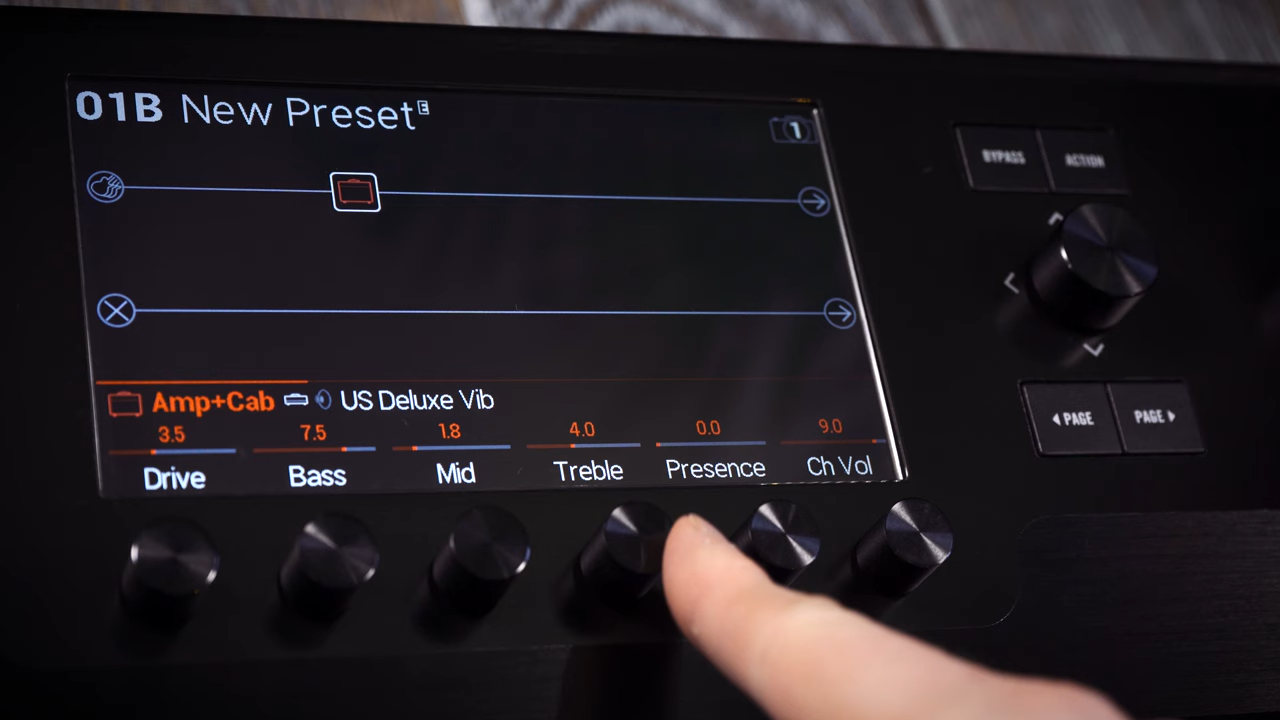 01B New Preset E
1
BYPASS ACTION
Amp+Cab US Deluxe Vib
3.5 7.5 1.8 4.0 0.0 9.0
Drive Bass Mid Treble Presence Ch Vol
PAGE PAGE